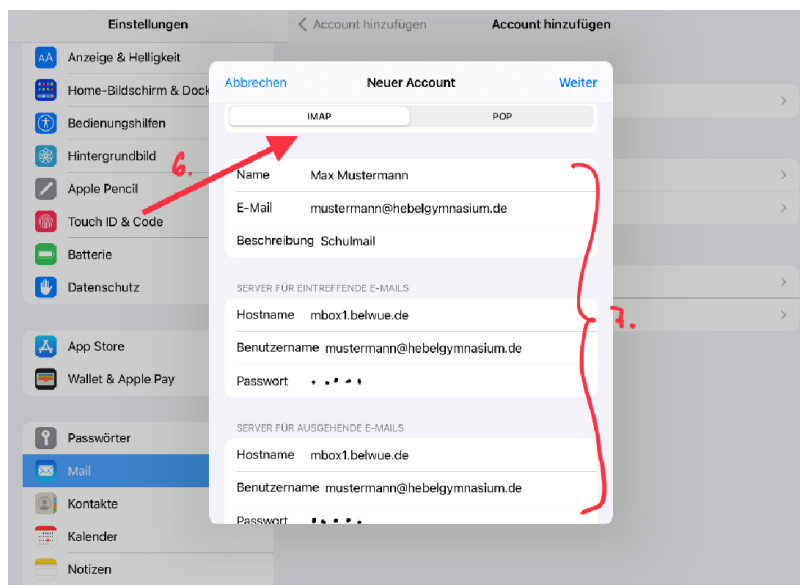 Einstellungen
Account hinzufügen
Account hinzufügen
Anzeige & Helligkeit
Home-Bildschirm & Dock
Bedienungshilfen
Hintergrundbild
Apple Pencil
Touch ID & Code
Batterie
Datenschutz
App Store
Wallet & Apple Pay
Passwörter
Mail
Kontakte
Kalender
Notizen
6.
Abbrechen
Neuer Account
Weiter
IMAP
POP
Name Max Mustermann
E-Mail mustermann@hebelgymnasium.de
Beschreibung Schulmail
SERVER FÜR EINTREFFENDE E-MAILS
Hostname mbox1.belwue.de
Benutzername mustermann@hebelgymnasium.de
Passwort •••••
SERVER FÜR AUSGEHENDE E-MAILS
Hostname mbox1.belwue.de
Benutzername mustermann@hebelgymnasium.de
Passwort •••••
7.